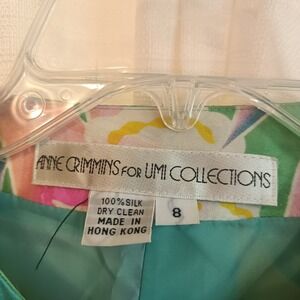 ANNE CRIMMINS FOR UMI COLLECTIONS
100% SILK
DRY CLEAN
MADE IN
HONG KONG
8